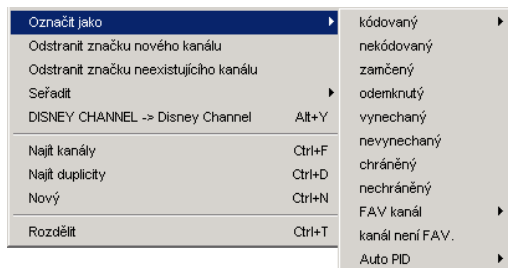 Označit jako
Odstranit značku nového kanálu
Odstranit značku neexistujícího kanálu
Seřadit
DISNEY CHANNEL -> Disney Channel Alt+Y
Najít kanály Ctrl+F
Najít duplicity Ctrl+D
Nový Ctrl+N
Rozdělit Ctrl+T
kódovaný
nekódovaný
zamčený
odemknutý
vynechaný
nevynechaný
chráněný
nechráněný
FAV kanál
kanál není FAV.
Auto PID